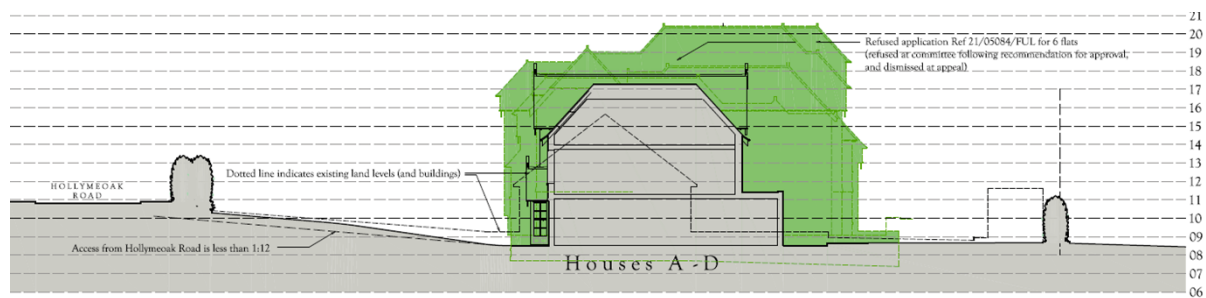 21
20
Refused application Ref 21/05084/FUL for 6 flats
(refused at committee following recommendation for approval,
and dismissed at appeal)
19
18
17
16
15
14
13
Dotted line indicates existing land levels (and buildings)
12
HOLLYMEOAK
ROAD
11
10
09
Access from Hollymeoak Road is less than 1:12
Houses A-D
08
07
06